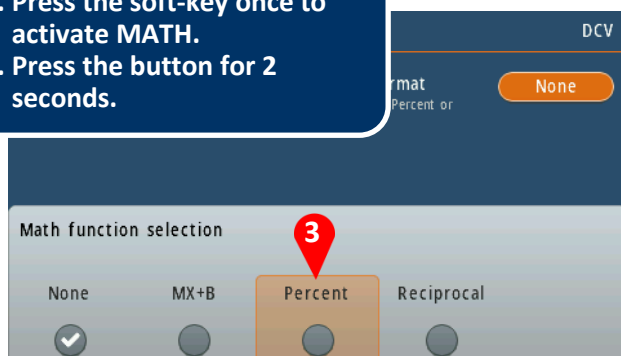 . Press the soft-key once to
activate MATH.
. Press the button for 2
seconds.
DCV
rmat
None
Percent or
Math function selection
3
None MX+B Percent Reciprocal